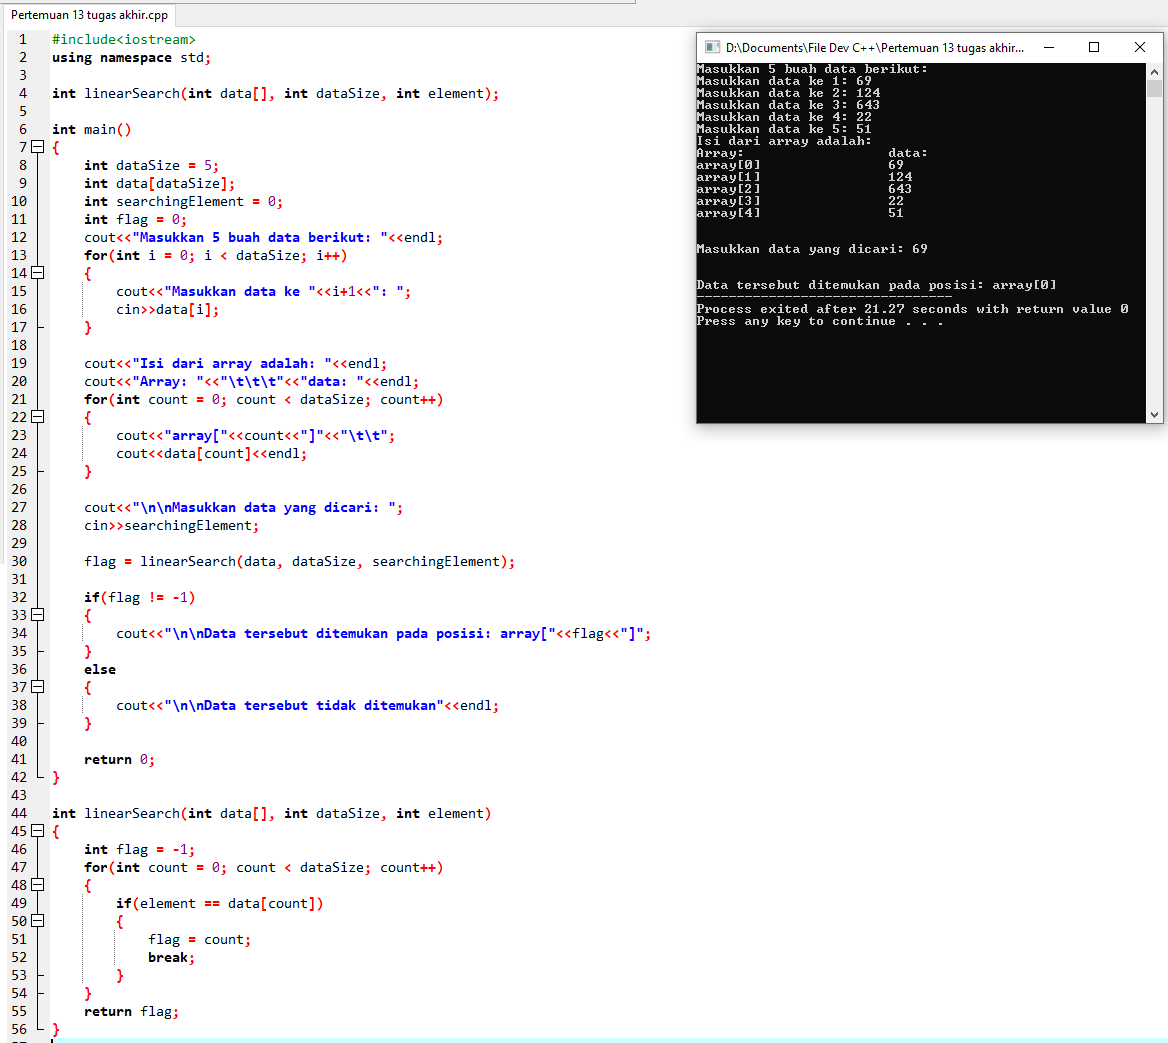 Pertemuan 13 tugas akhir.cpp
1 #include<iostream>
2 using namespace std;
3
4 int linearSearch(int data[], int dataSize, int element);
5
6 int main()
7 {
8 int dataSize = 5;
9 int data[dataSize];
10 int searchingElement = 0;
11 int flag = 0;
12 cout<<"Masukkan 5 buah data berikut: "<<endl;
13 for(int i = 0; i < dataSize; i++)
14 {
15 cout<<"Masukkan data ke "<<i+1<<": ";
16 cin>>data[i];
17 }
18
19 cout<<"Isi dari array adalah: "<<endl;
20 cout<<"Array: "<<"\t\t\t"<<"data: "<<endl;
21 for(int count = 0; count < dataSize; count++)
22 {
23 cout<<"array["<<count<<"]"<<"\t\t";
24 cout<<data[count]<<endl;
25 }
26
27 cout<<"\n\nMasukkan data yang dicari: ";
28 cin>>searchingElement;
29
30 flag = linearSearch(data, dataSize, searchingElement);
31
32 if(flag != -1)
33 {
34 cout<<"\n\nData tersebut ditemukan pada posisi: array["<<flag<<"]";
35 }
36 else
37 {
38 cout<<"\n\nData tersebut tidak ditemukan"<<endl;
39 }
40
41 return 0;
42 }
43
44 int linearSearch(int data[], int dataSize, int element)
45 {
46 int flag = -1;
47 for(int count = 0; count < dataSize; count++)
48 {
49 if(element == data[count])
50 {
51 flag = count;
52 break;
53 }
54 }
55 return flag;
56 }
D:\Documents\File Dev C++\Pertemuan 13 tugas akhir...
Masukkan 5 buah data berikut:
Masukkan data ke 1: 69
Masukkan data ke 2: 124
Masukkan data ke 3: 643
Masukkan data ke 4: 22
Masukkan data ke 5: 51
Isi dari array adalah:
Array: data:
array[0] 69
array[1] 124
array[2] 643
array[3] 22
array[4] 51
Masukkan data yang dicari: 69
Data tersebut ditemukan pada posisi: array[0]
--------------------------------
Process exited after 21.27 seconds with return value 0
Press any key to continue . . .